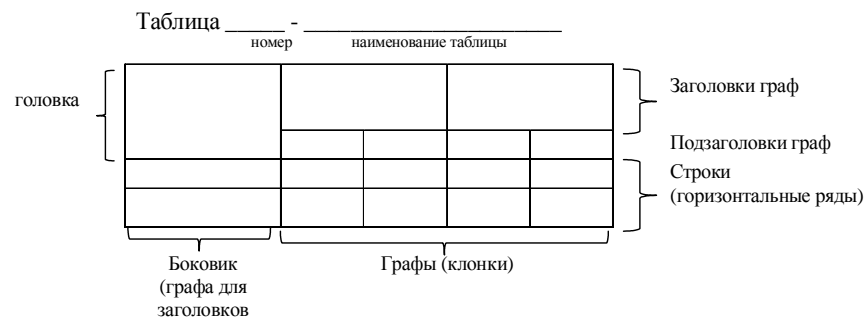 Таблица _____ - _____________________
номер наименование таблицы
головка
Заголовки граф
Подзаголовки граф
Строки
(горизонтальные ряды)
Боковик
(графа для
заголовков
Графы (клонки)